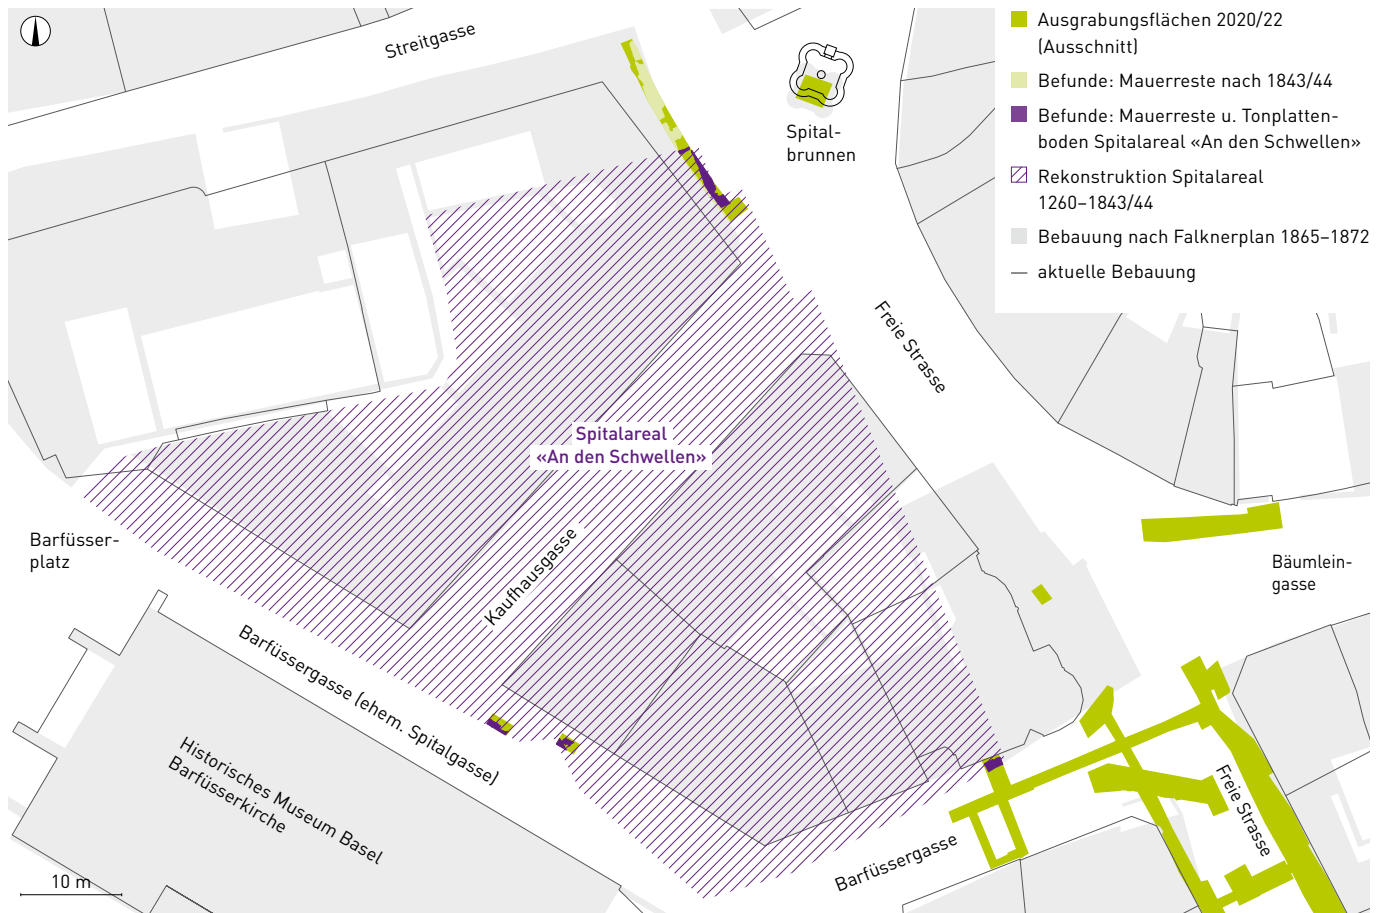 Streitgasse
Spital-
brunnen
Ausgrabungsflächen 2020/22
(Ausschnitt)
Befunde: Mauerreste nach 1843/44
Befunde: Mauerreste u. Tonplatten-
boden Spitalareal «An den Schwellen»
Rekonstruktion Spitalareal
1260–1843/44
Bebauung nach Falknerplan 1865–1872
aktuelle Bebauung
Freie Strasse
Spitalareal
«An den Schwellen»
Barfüsser-
platz
Kaufhausgasse
Bäumlein-
gasse
Barfüssergasse (ehem. Spitalgasse)
Historisches Museum Basel
Barfüsserkirche
Freie Strasse
Barfüssergasse
10 m